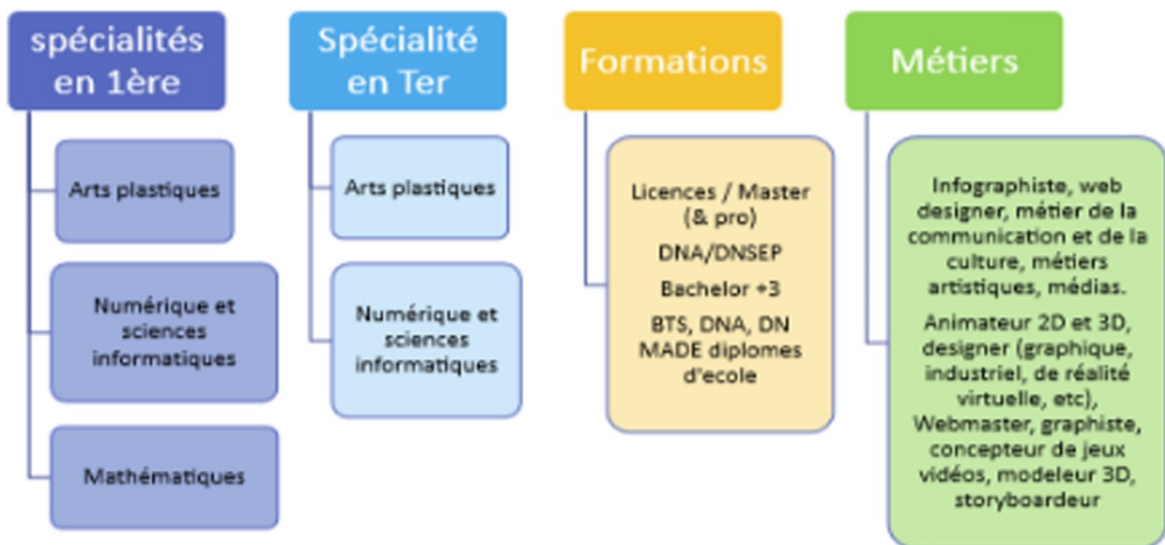 spécialités
en 1ère
Arts plastiques
Numérique et
sciences
informatiques
Mathématiques
Spécialité
en Ter
Arts plastiques
Numérique et
sciences
informatiques
Formations
Licences / Master
(& pro)
DNA/DNSEP
Bachelor +3
BTS, DNA, DN
MADE diplomes
d'ecole
Métiers
Infographiste, web
designer, métier de la
communication et de la
culture, métiers
artistiques, médias.
Animateur 2D et 3D,
designer (graphique,
industriel, de réalité
virtuelle, etc),
Webmaster, graphiste,
concepteur de jeux
vidéos, modeleur 3D,
storyboardeur